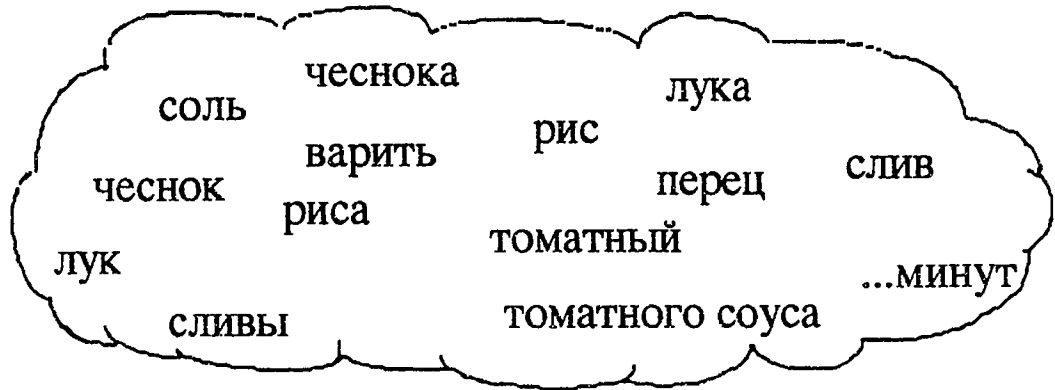 чеснока
лука
соль
рис
варить
слив
чеснок
перец
риса
томатный
лук
...минут
сливы
томатного соуса